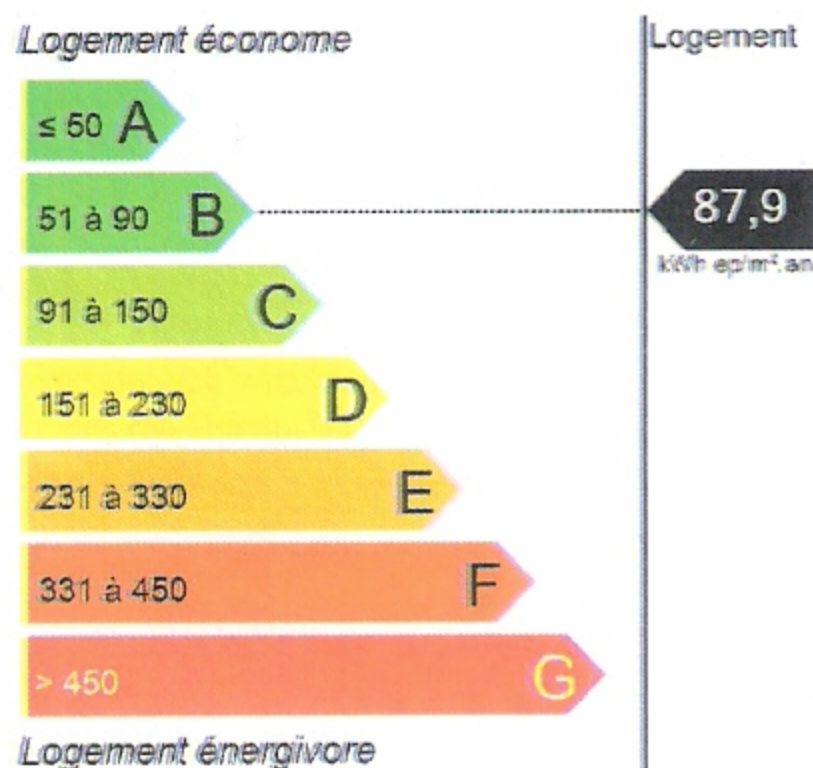 Logement économe
Logement
≤ 50 A
51 à 90 B
87,9
kWh ep/m².an
91 à 150 C
151 à 230 D
231 à 330 E
331 à 450 F
> 450 G
Logement énergivore